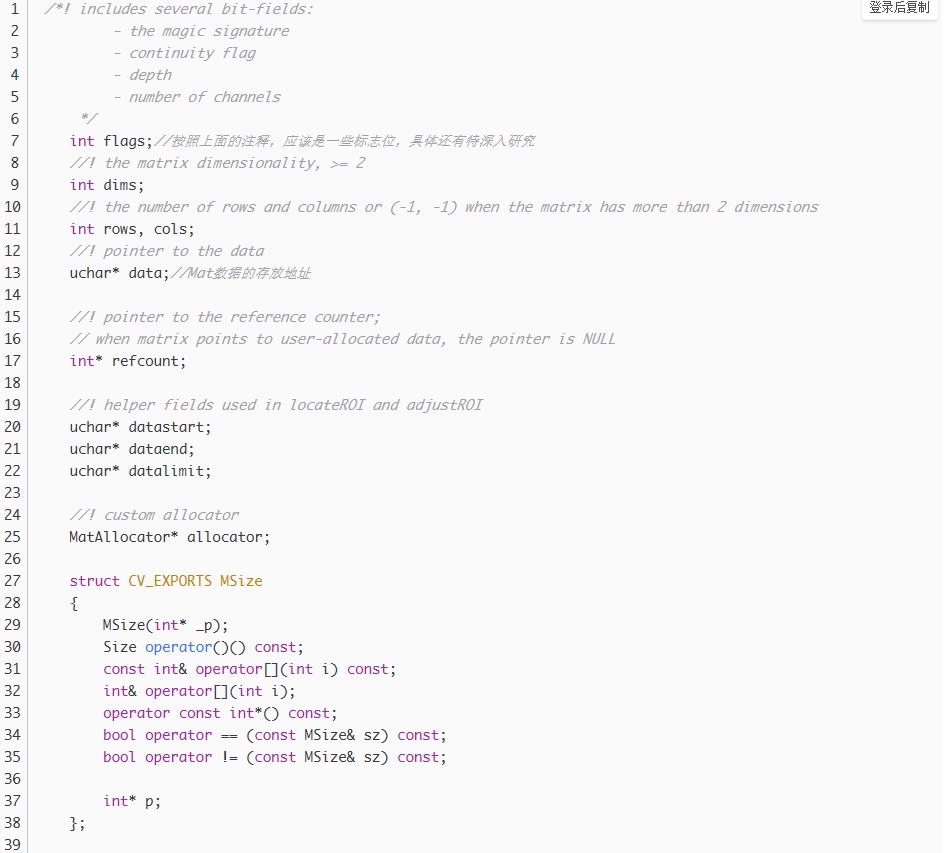 登录后复制
1 /*! includes several bit-fields:
2 - the magic signature
3 - continuity flag
4 - depth
5 - number of channels
6 */
7 int flags;//按照上面的注释，应该是一些标志位，具体还有待深入研究
8 //! the matrix dimensionality, >= 2
9 int dims;
10 //! the number of rows and columns or (-1, -1) when the matrix has more than 2 dimensions
11 int rows, cols;
12 //! pointer to the data
13 uchar* data;//Mat数据的存放地址
14
15 //! pointer to the reference counter;
16 // when matrix points to user-allocated data, the pointer is NULL
17 int* refcount;
18
19 //! helper fields used in locateROI and adjustROI
20 uchar* datastart;
21 uchar* dataend;
22 uchar* datalimit;
23
24 //! custom allocator
25 MatAllocator* allocator;
26
27 struct CV_EXPORTS MSize
28 {
29 MSize(int* _p);
30 Size operator()() const;
31 const int& operator[](int i) const;
32 int& operator[](int i);
33 operator const int*() const;
34 bool operator == (const MSize& sz) const;
35 bool operator != (const MSize& sz) const;
36
37 int* p;
38 };
39